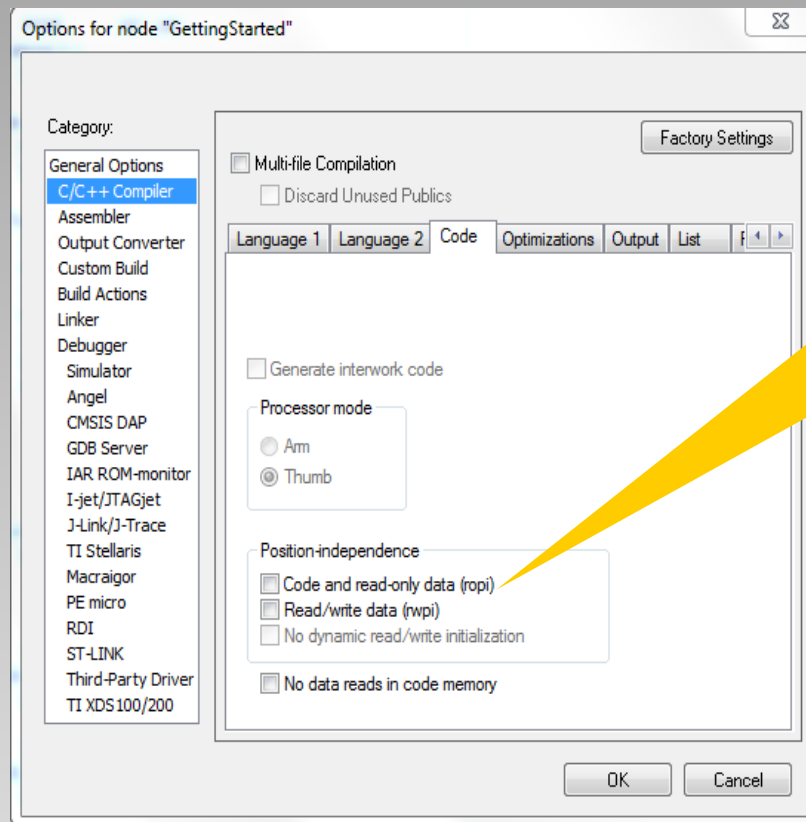 Options for node "GettingStarted"
Category:
Factory Settings
General Options
C/C++ Compiler
Assembler
Output Converter
Custom Build
Build Actions
Linker
Debugger
Simulator
Angel
CMSIS DAP
GDB Server
IAR ROM-monitor
I-jet/JTAGjet
J-Link/J-Trace
TI Stellaris
Macraigor
PE micro
RDI
ST-LINK
Third-Party Driver
TI XDS100/200
Multi-file Compilation
Discard Unused Publics
Language 1 Language 2 Code Optimizations Output List
Generate interwork code
Processor mode
Arm
Thumb
Position-independence
Code and read-only data (ropi)
Read/write data (rwpi)
No dynamic read/write initialization
No data reads in code memory
OK Cancel